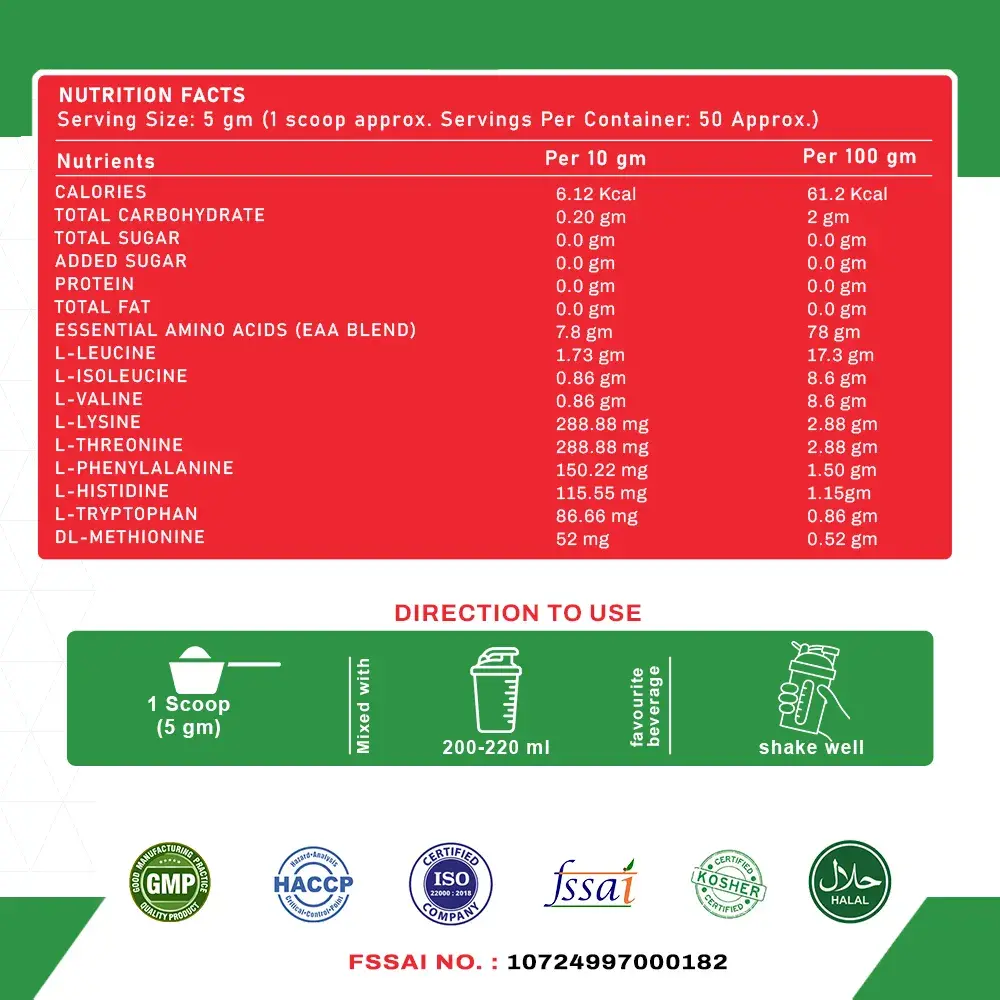 NUTRITION FACTS
Serving Size: 5 gm (1 scoop approx. Servings Per Container: 50 Approx.)
Nutrients Per 10 gm Per 100 gm
CALORIES 6.12 Kcal 61.2 Kcal
TOTAL CARBOHYDRATE 0.20 gm 2 gm
TOTAL SUGAR 0.0 gm 0.0 gm
ADDED SUGAR 0.0 gm 0.0 gm
PROTEIN 0.0 gm 0.0 gm
TOTAL FAT 0.0 gm 0.0 gm
ESSENTIAL AMINO ACIDS (EAA BLEND) 7.8 gm 78 gm
L-LEUCINE 1.73 gm 17.3 gm
L-ISOLEUCINE 0.86 gm 8.6 gm
L-VALINE 0.86 gm 8.6 gm
L-LYSINE 288.88 mg 2.88 gm
L-THREONINE 288.88 mg 2.88 gm
L-PHENYLALANINE 150.22 mg 1.50 gm
L-HISTIDINE 115.55 mg 1.15gm
L-TRYPTOPHAN 86.66 mg 0.86 gm
DL-METHIONINE 52 mg 0.52 gm
DIRECTION TO USE
1 Scoop
(5 gm)
Mixed with
200-220 ml
favourite
beverage
shake well
GOOD MANUFACTURING PRACTICE
GMP
QUALITY PRODUCT
Hazard-Analysis
HACCP
Critical-Control-Point
CERTIFIED
ISO
22000 : 2018
COMPANY
fssai
CERTIFIED
KOSHER
CERTIFIED
حلال
HALAL
FSSAI NO. : 10724997000182